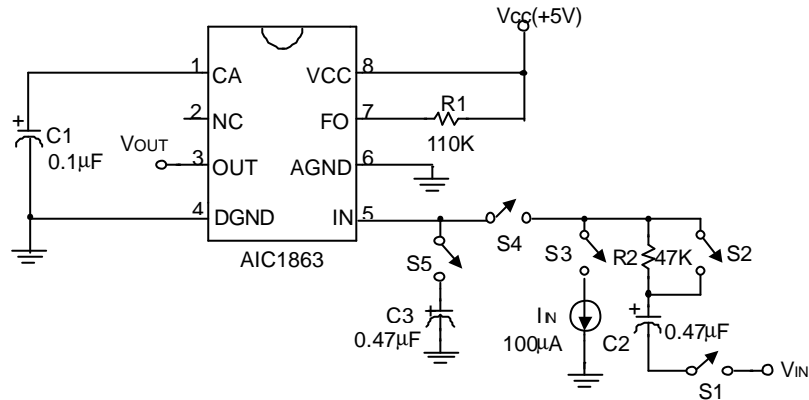 Vcc(+5V)
1
CA
VCC
8
2
NC
FO
7
R1
110K
+
C1
0.1μF
VOUT
3
OUT
AGND
6
4
DGND
IN
5
AIC1863
S4
S5
S3
R2
47K
S2
+
C3
0.47μF
IIN
100μA
+
C2
0.47μF
S1
VIN